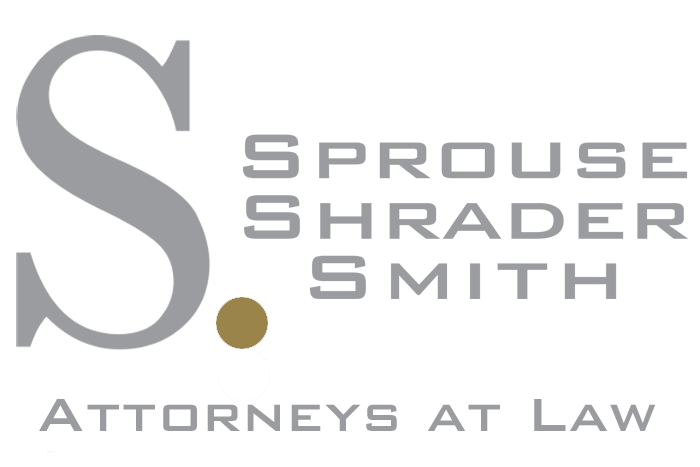 S.
SPROUSE
SHRADER
SMITH
ATTORNEYS AT LAW